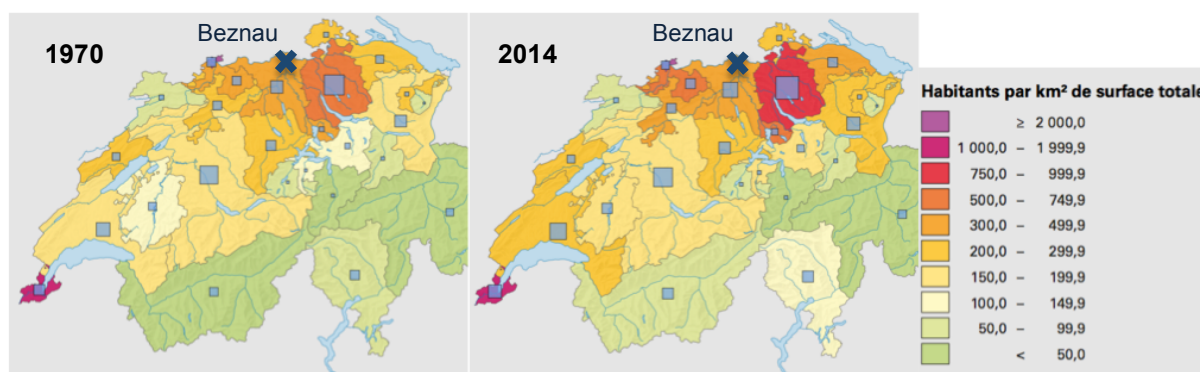 1970
Beznau
2014
Beznau
Habitants par km² de surface totale
≥ 2 000,0
1 000,0 – 1 999,9
750,0 – 999,9
500,0 – 749,9
300,0 – 499,9
200,0 – 299,9
150,0 – 199,9
100,0 – 149,9
50,0 – 99,9
< 50,0